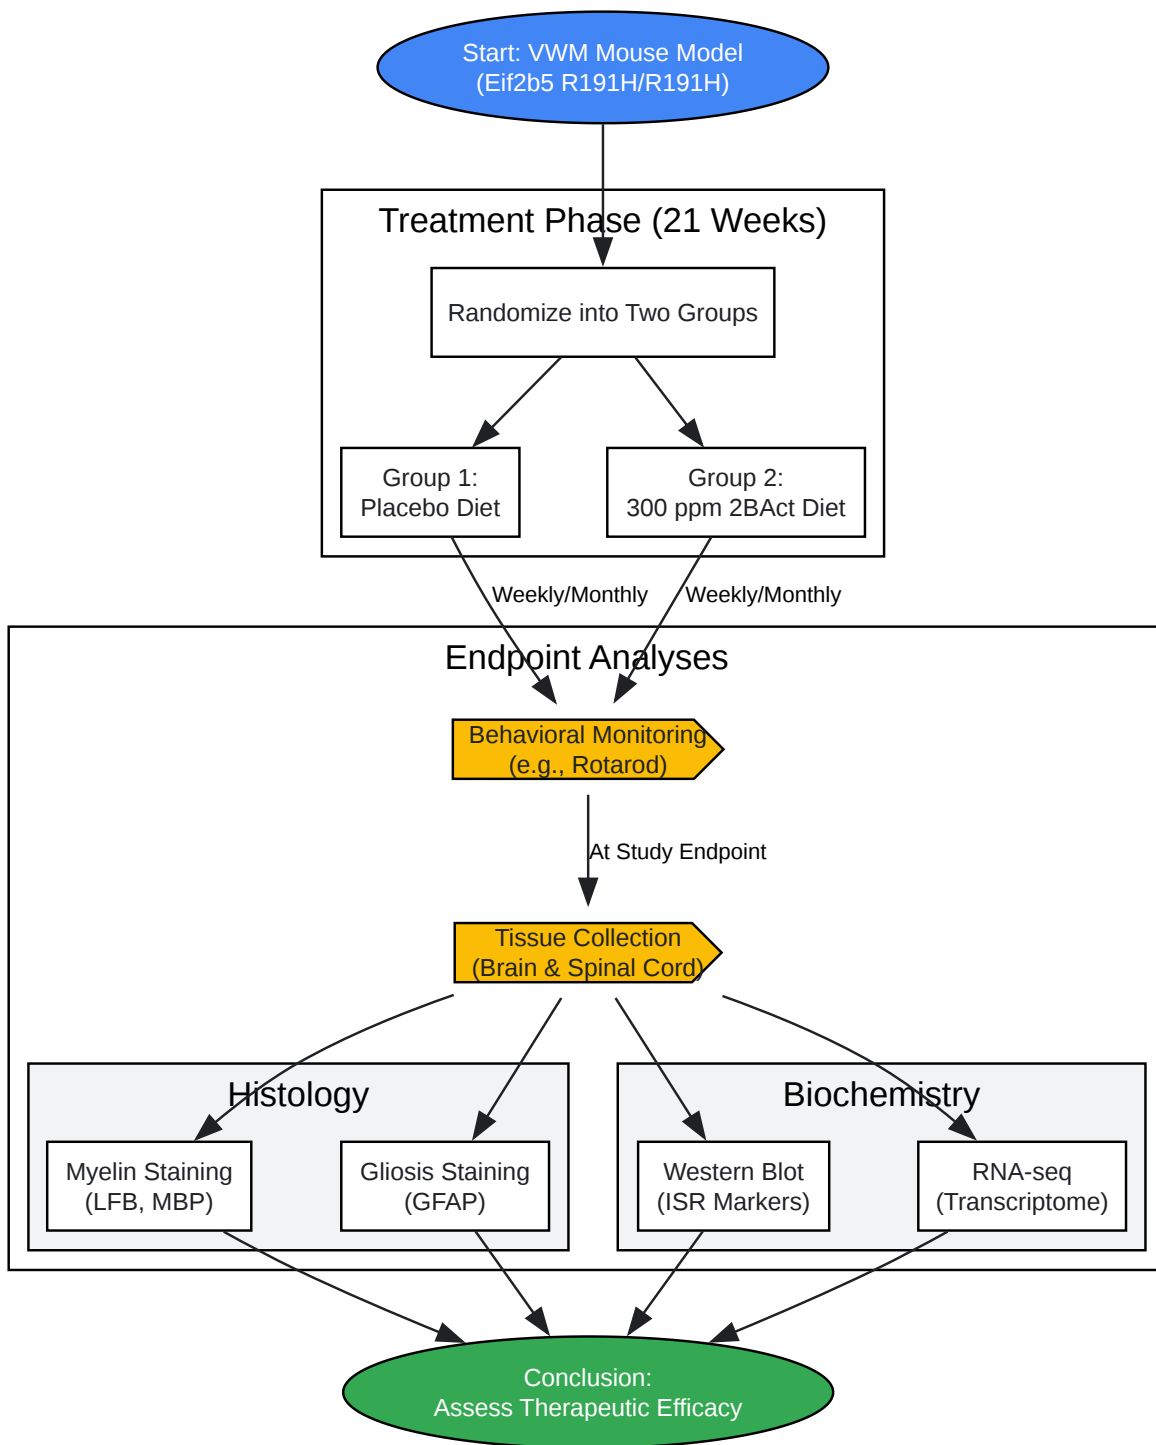 Start: VWM Mouse Model
(Eif2b5 R191H/R191H)
Treatment Phase (21 Weeks)
Randomize into Two Groups
Group 1:
Placebo Diet
Group 2:
300 ppm 2BAct Diet
Weekly/Monthly
Weekly/Monthly
Endpoint Analyses
Behavioral Monitoring
(e.g., Rotarod)
At Study Endpoint
Tissue Collection
(Brain & Spinal Cord)
Histology
Biochemistry
Myelin Staining
(LFB, MBP)
Gliosis Staining
(GFAP)
Western Blot
(ISR Markers)
RNA-seq
(Transcriptome)
Conclusion:
Assess Therapeutic Efficacy